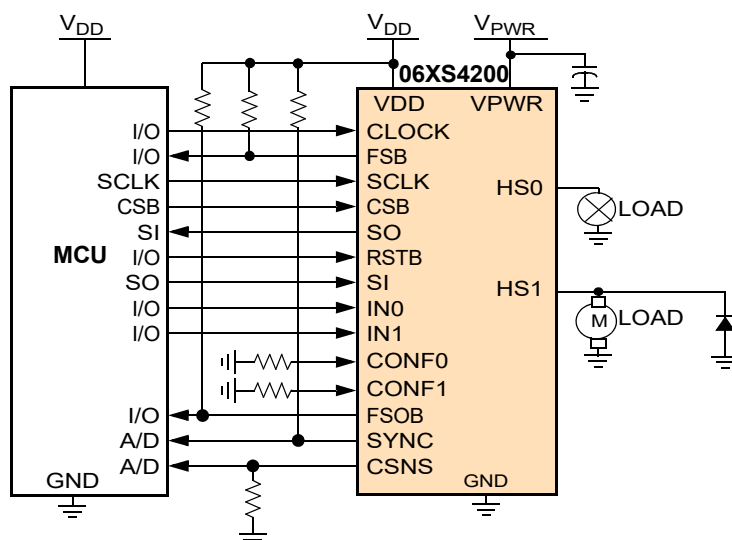 VDD
VDD
VPWR
06XS4200
VDD
VPWR
I/O
CLOCK
I/O
FSB
SCLK
SCLK
HS0
CSB
CSB
LOAD
SI
SO
MCU
I/O
RSTB
SO
SI
HS1
I/O
IN0
M
LOAD
I/O
IN1
CONF0
CONF1
I/O
FSOB
A/D
SYNC
A/D
CSNS
GND
GND